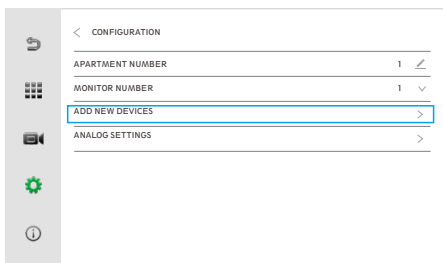 CONFIGURATION
APARTMENT NUMBER 1
MONITOR NUMBER 1
ADD NEW DEVICES
ANALOG SETTINGS